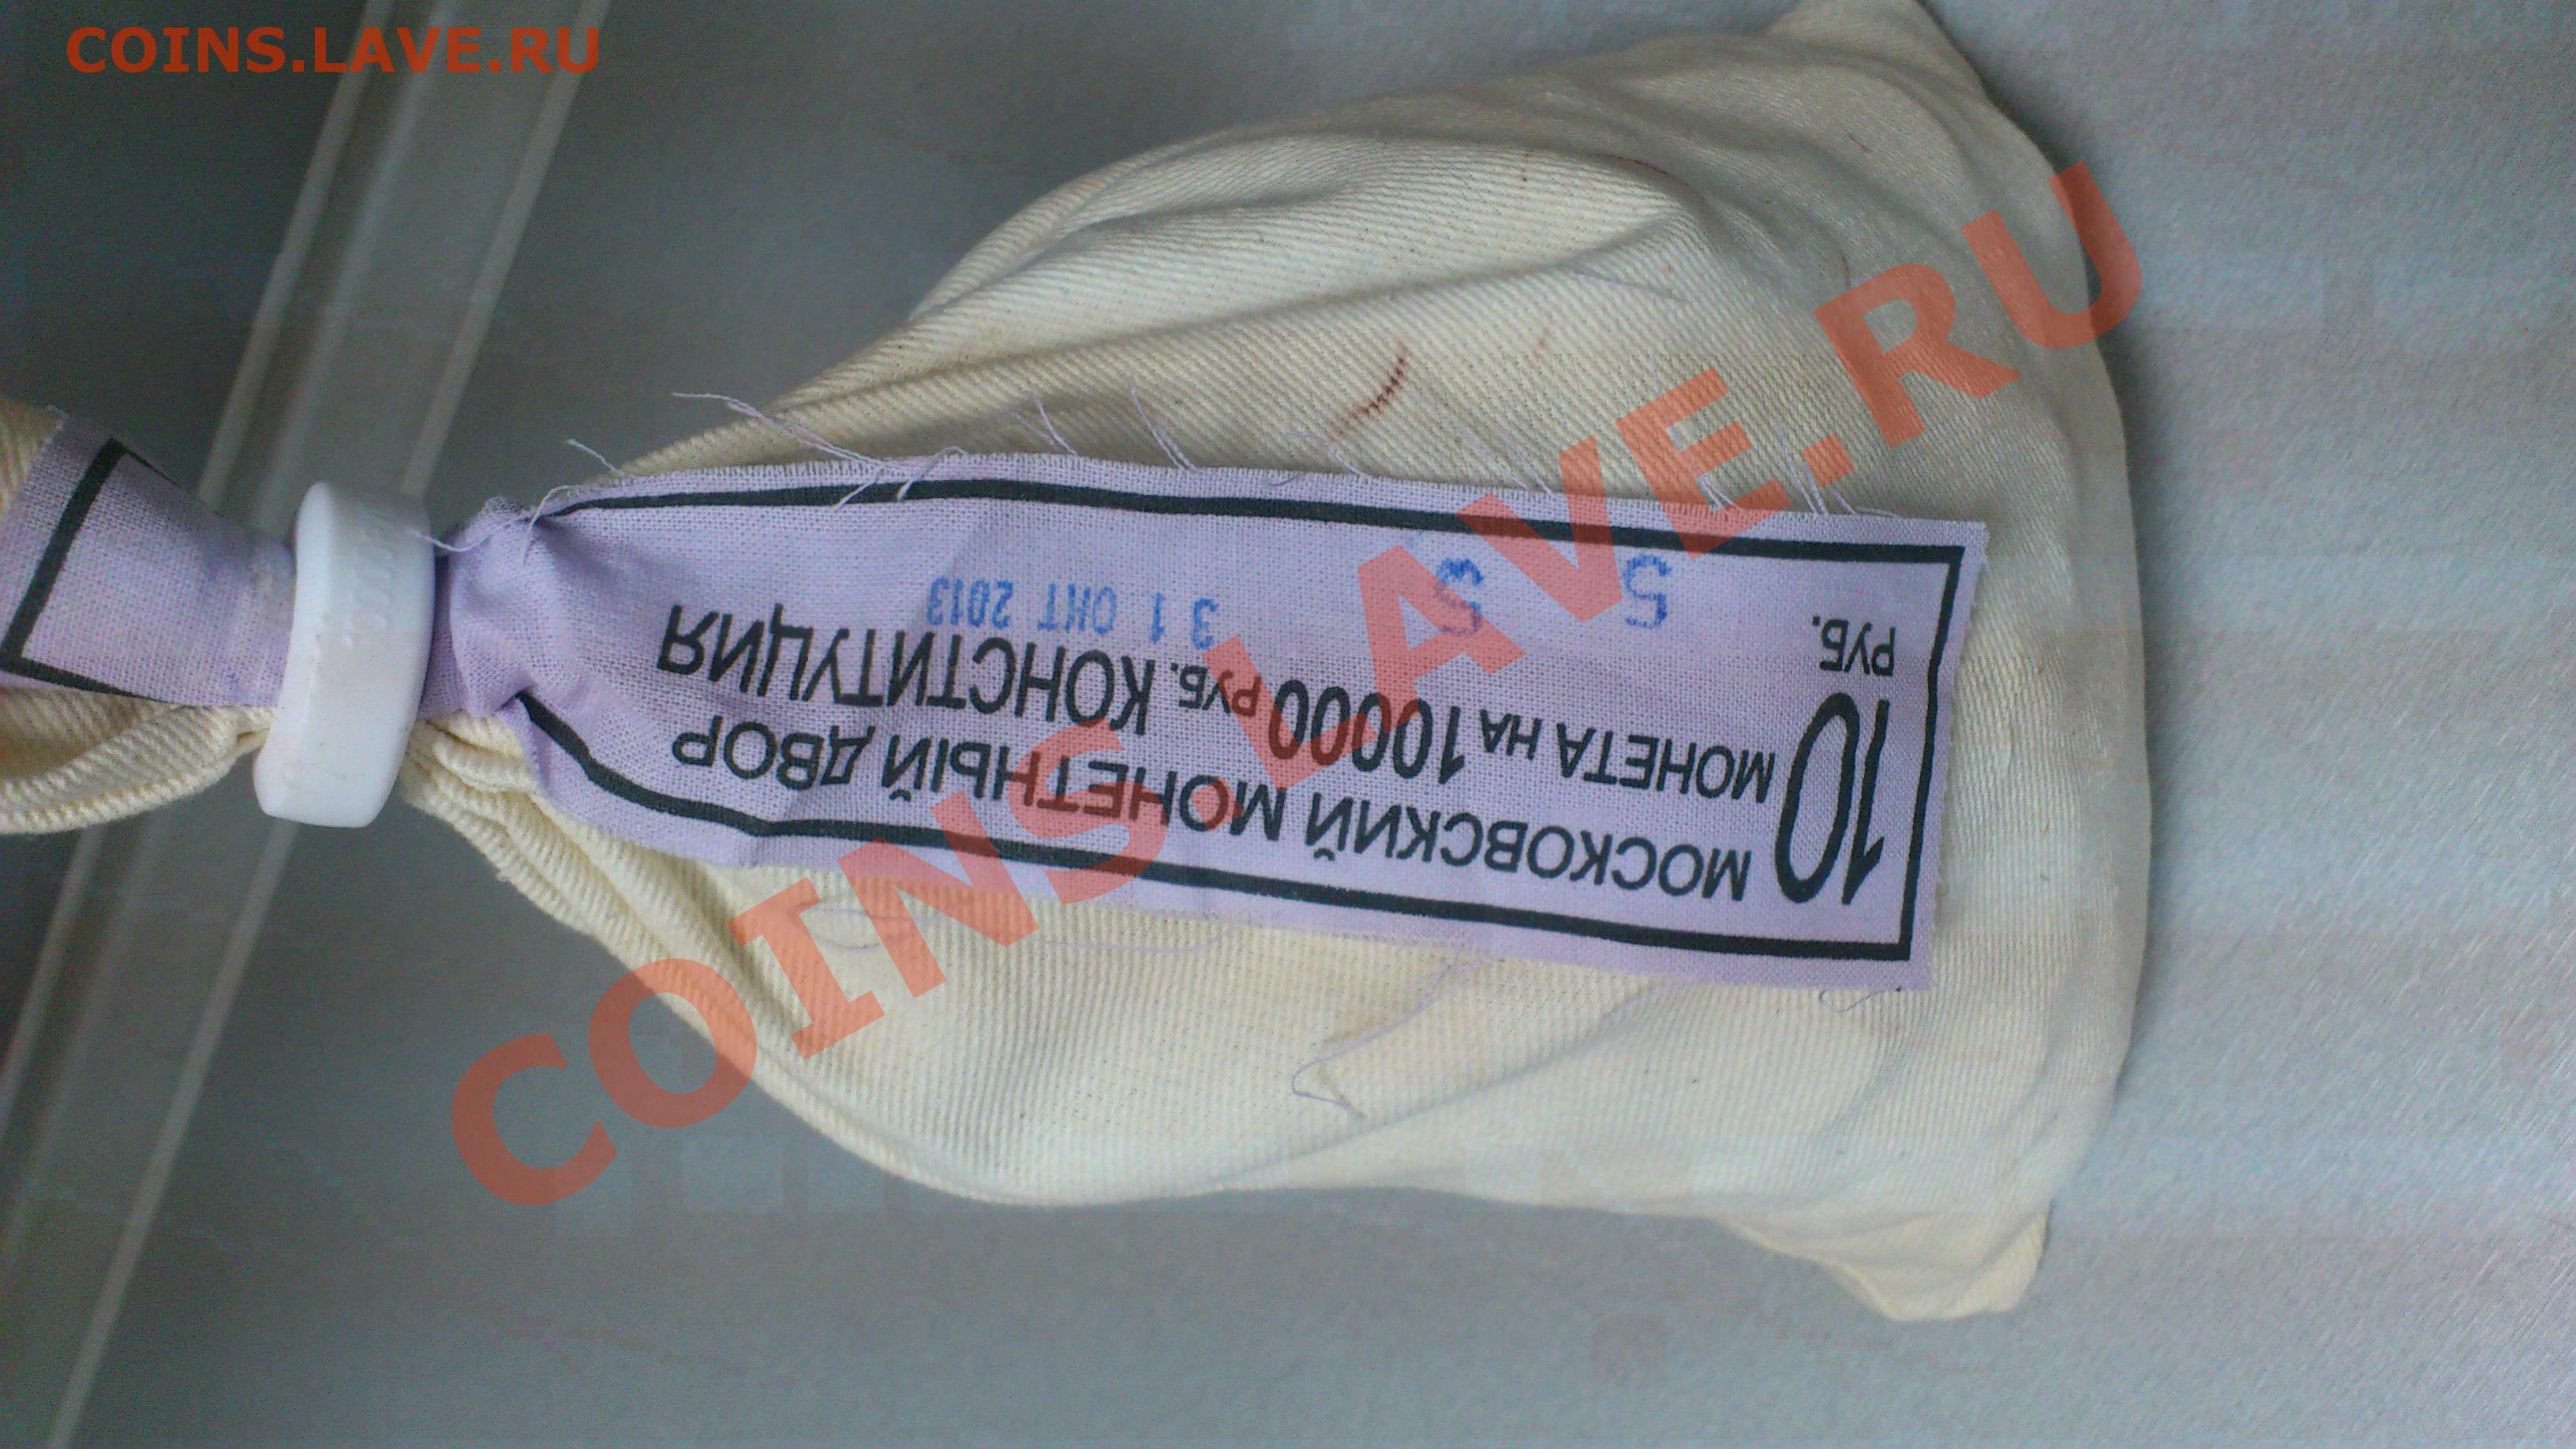 COINS.LAVE.RU
МОСКОВСКИЙ МОНЕТНЫЙ ДВОР
10 РУБ. МОНЕТА НА 10000 РУБ. КОНСТИТУЦИЯ
5 3 31 ОКТ 2013
COINS.LAVE.RU